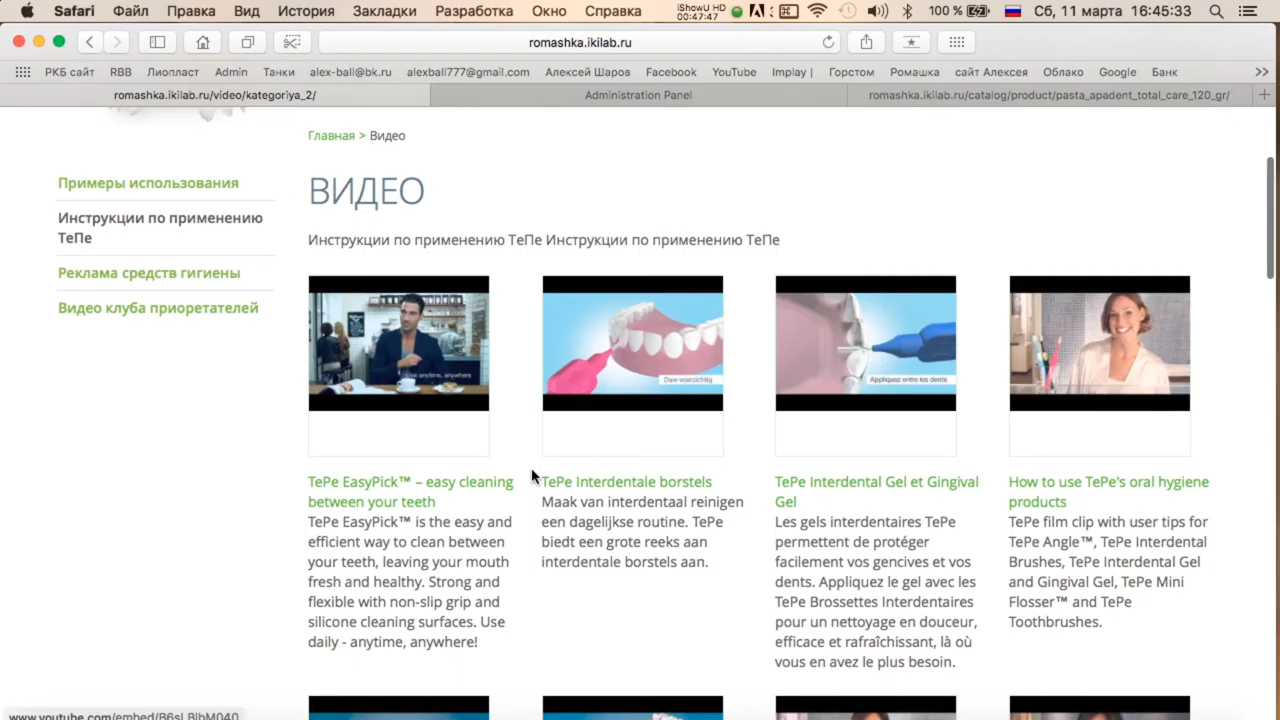 Safari Файл Правка Вид История Закладки Разработка Окно Справка iShowU HD 00:47:47 100 % Сб, 11 марта 16:45:33
romashka.ikilab.ru
РКБ сайт RBB Лиопласт Admin Танки alex-ball@bk.ru alexball777@gmail.com Алексей Шаров Facebook YouTube Implay | Горстом Ромашка сайт Алексея Облако Google Банк >>
romashka.ikilab.ru/video/kategoriya_2/ Administration Panel romashka.ikilab.ru/catalog/product/pasta_apadent_total_care_120_gr/
Главная > Видео
Примеры использования
Инструкции по применению
ТеПе
Реклама средств гигиены
Видео клуба приоретателей
ВИДЕО
Инструкции по применению ТеПе Инструкции по применению ТеПе
Use anytime, anywhere
Duw voorzichtig
Appliquez entre les dents
TePe EasyPick™ – easy cleaning
between your teeth
TePe EasyPick™ is the easy and
efficient way to clean between
your teeth, leaving your mouth
fresh and healthy. Strong and
flexible with non-slip grip and
silicone cleaning surfaces. Use
daily - anytime, anywhere!
TePe Interdentale borstels
Maak van interdentaal reinigen
een dagelijkse routine. TePe
biedt een grote reeks aan
interdentale borstels aan.
TePe Interdental Gel et Gingival
Gel
Les gels interdentaires TePe
permettent de protéger
facilement vos gencives et vos
dents. Appliquez le gel avec les
TePe Brossettes Interdentaires
pour un nettoyage en douceur,
efficace et rafraîchissant, là où
vous en avez le plus besoin.
How to use TePe's oral hygiene
products
TePe film clip with user tips for
TePe Angle™, TePe Interdental
Brushes, TePe Interdental Gel
and Gingival Gel, TePe Mini
Flosser™ and TePe
Toothbrushes.